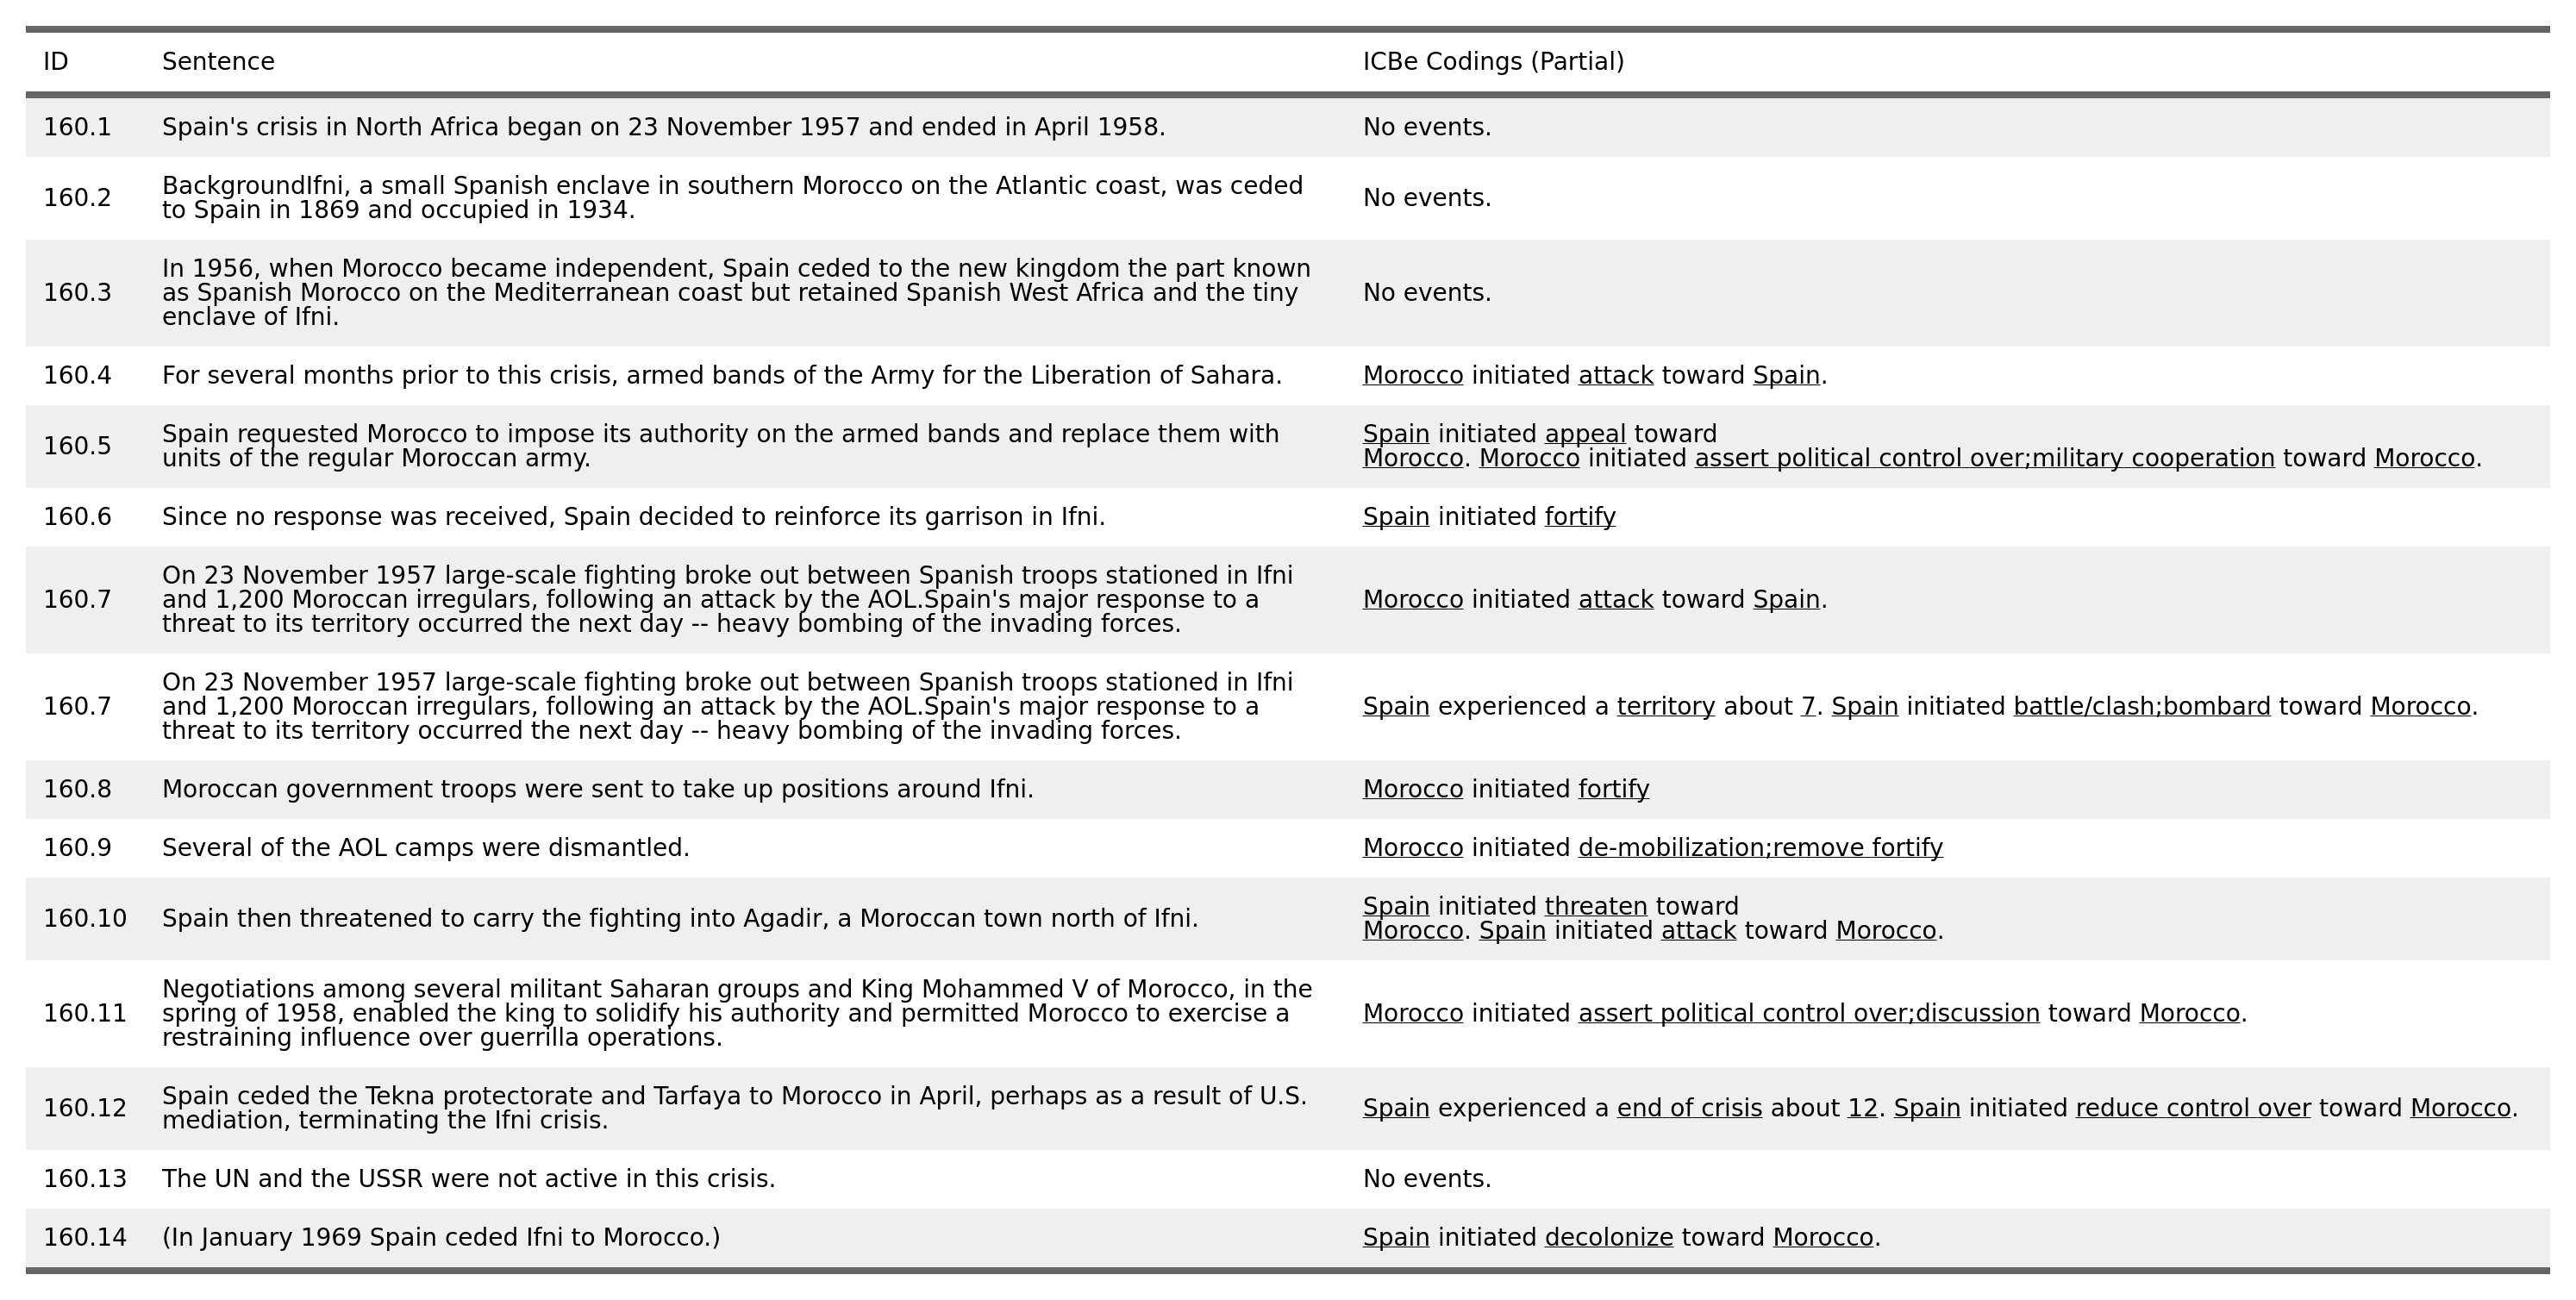 ID Sentence ICBe Codings (Partial)
160.1 Spain's crisis in North Africa began on 23 November 1957 and ended in April 1958. No events.
160.2 BackgroundIfni, a small Spanish enclave in southern Morocco on the Atlantic coast, was ceded
to Spain in 1869 and occupied in 1934. No events.
160.3 In 1956, when Morocco became independent, Spain ceded to the new kingdom the part known
as Spanish Morocco on the Mediterranean coast but retained Spanish West Africa and the tiny
enclave of Ifni. No events.
160.4 For several months prior to this crisis, armed bands of the Army for the Liberation of Sahara. Morocco initiated attack toward Spain.
160.5 Spain requested Morocco to impose its authority on the armed bands and replace them with
units of the regular Moroccan army. Spain initiated appeal toward
Morocco. Morocco initiated assert political control over;military cooperation toward Morocco.
160.6 Since no response was received, Spain decided to reinforce its garrison in Ifni. Spain initiated fortify
160.7 On 23 November 1957 large-scale fighting broke out between Spanish troops stationed in Ifni
and 1,200 Moroccan irregulars, following an attack by the AOL.Spain's major response to a
threat to its territory occurred the next day -- heavy bombing of the invading forces. Morocco initiated attack toward Spain.
160.7 On 23 November 1957 large-scale fighting broke out between Spanish troops stationed in Ifni
and 1,200 Moroccan irregulars, following an attack by the AOL.Spain's major response to a
threat to its territory occurred the next day -- heavy bombing of the invading forces. Spain experienced a territory about 7. Spain initiated battle/clash;bombard toward Morocco.
160.8 Moroccan government troops were sent to take up positions around Ifni. Morocco initiated fortify
160.9 Several of the AOL camps were dismantled. Morocco initiated de-mobilization;remove fortify
160.10 Spain then threatened to carry the fighting into Agadir, a Moroccan town north of Ifni. Spain initiated threaten toward
Morocco. Spain initiated attack toward Morocco.
160.11 Negotiations among several militant Saharan groups and King Mohammed V of Morocco, in the
spring of 1958, enabled the king to solidify his authority and permitted Morocco to exercise a
restraining influence over guerrilla operations. Morocco initiated assert political control over;discussion toward Morocco.
160.12 Spain ceded the Tekna protectorate and Tarfaya to Morocco in April, perhaps as a result of U.S.
mediation, terminating the Ifni crisis. Spain experienced a end of crisis about 12. Spain initiated reduce control over toward Morocco.
160.13 The UN and the USSR were not active in this crisis. No events.
160.14 (In January 1969 Spain ceded Ifni to Morocco.) Spain initiated decolonize toward Morocco.